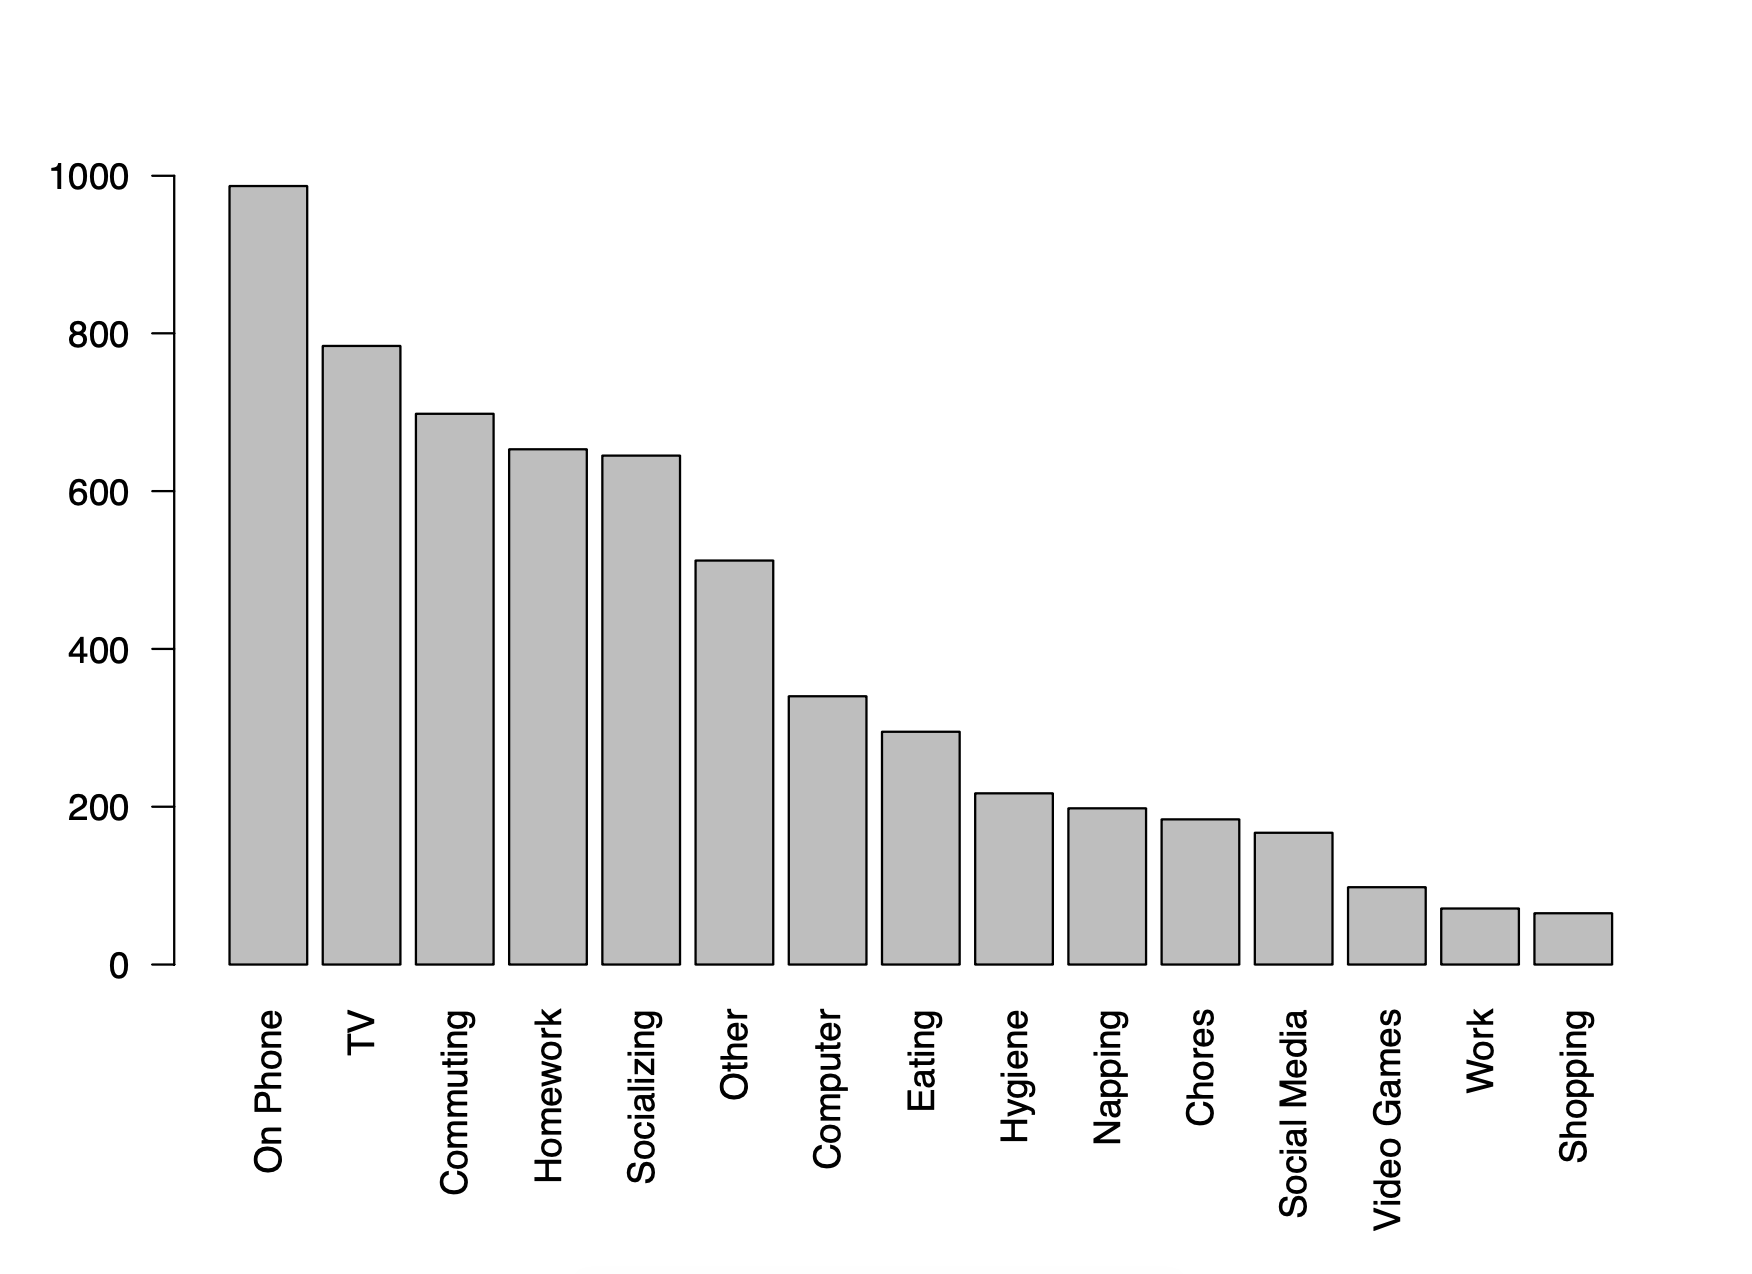 1000
800
600
400
200
0
On Phone
TV
Commuting
Homework
Socializing
Other
Computer
Eating
Hygiene
Napping
Chores
Social Media
Video Games
Work
Shopping